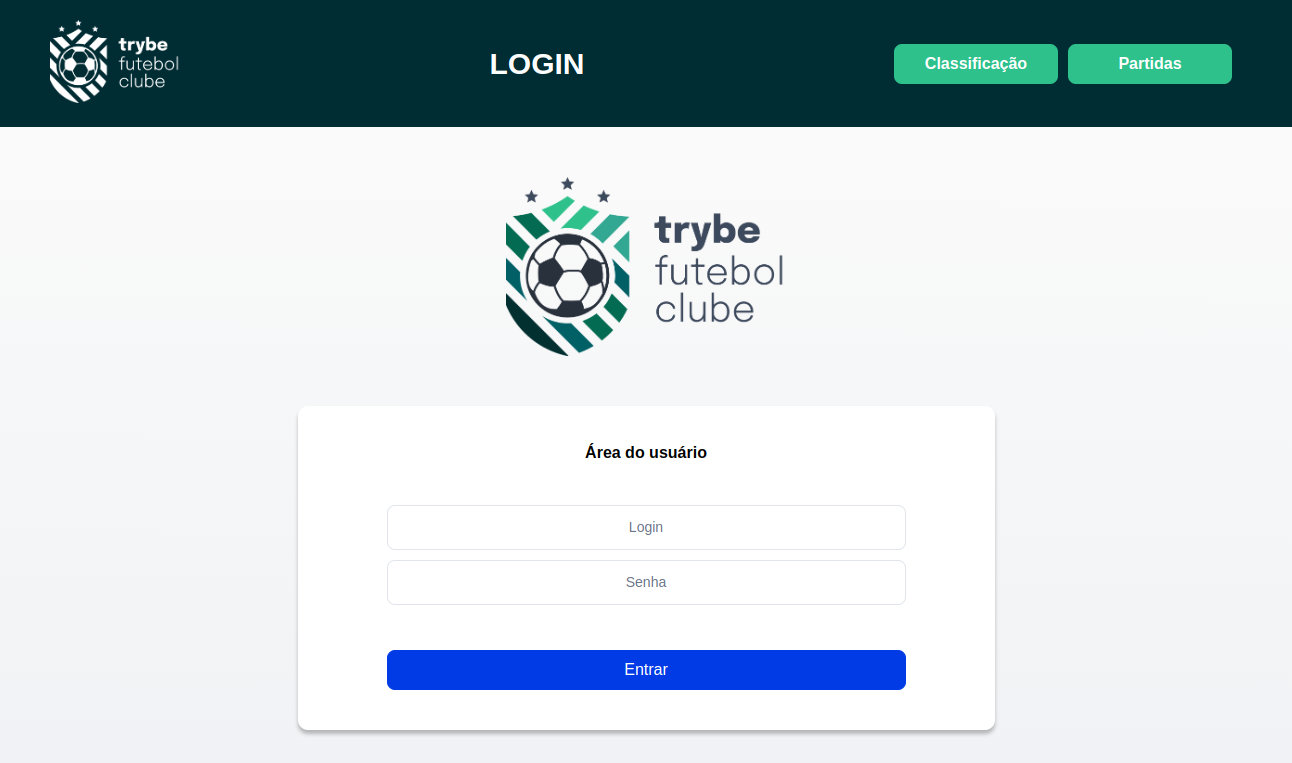 trybe
futebol
clube
LOGIN
Classificação
Partidas
trybe
futebol
clube
Área do usuário
Login
Senha
Entrar